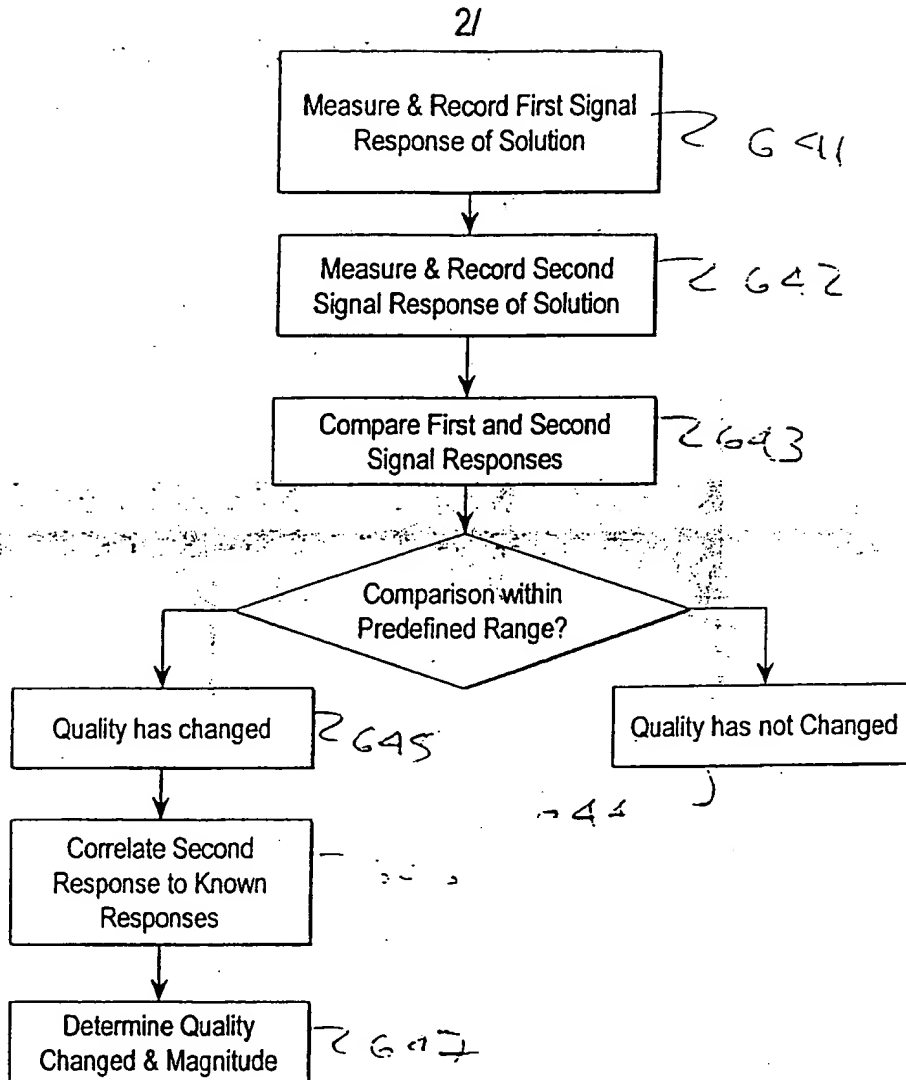 2/
Measure & Record First Signal
Response of Solution
641
Measure & Record Second
Signal Response of Solution
642
Compare First and Second
Signal Responses
643
Comparison within
Predefined Range?
Quality has changed
645
Quality has not Changed
Correlate Second
Response to Known
Responses
Determine Quality
Changed & Magnitude
647